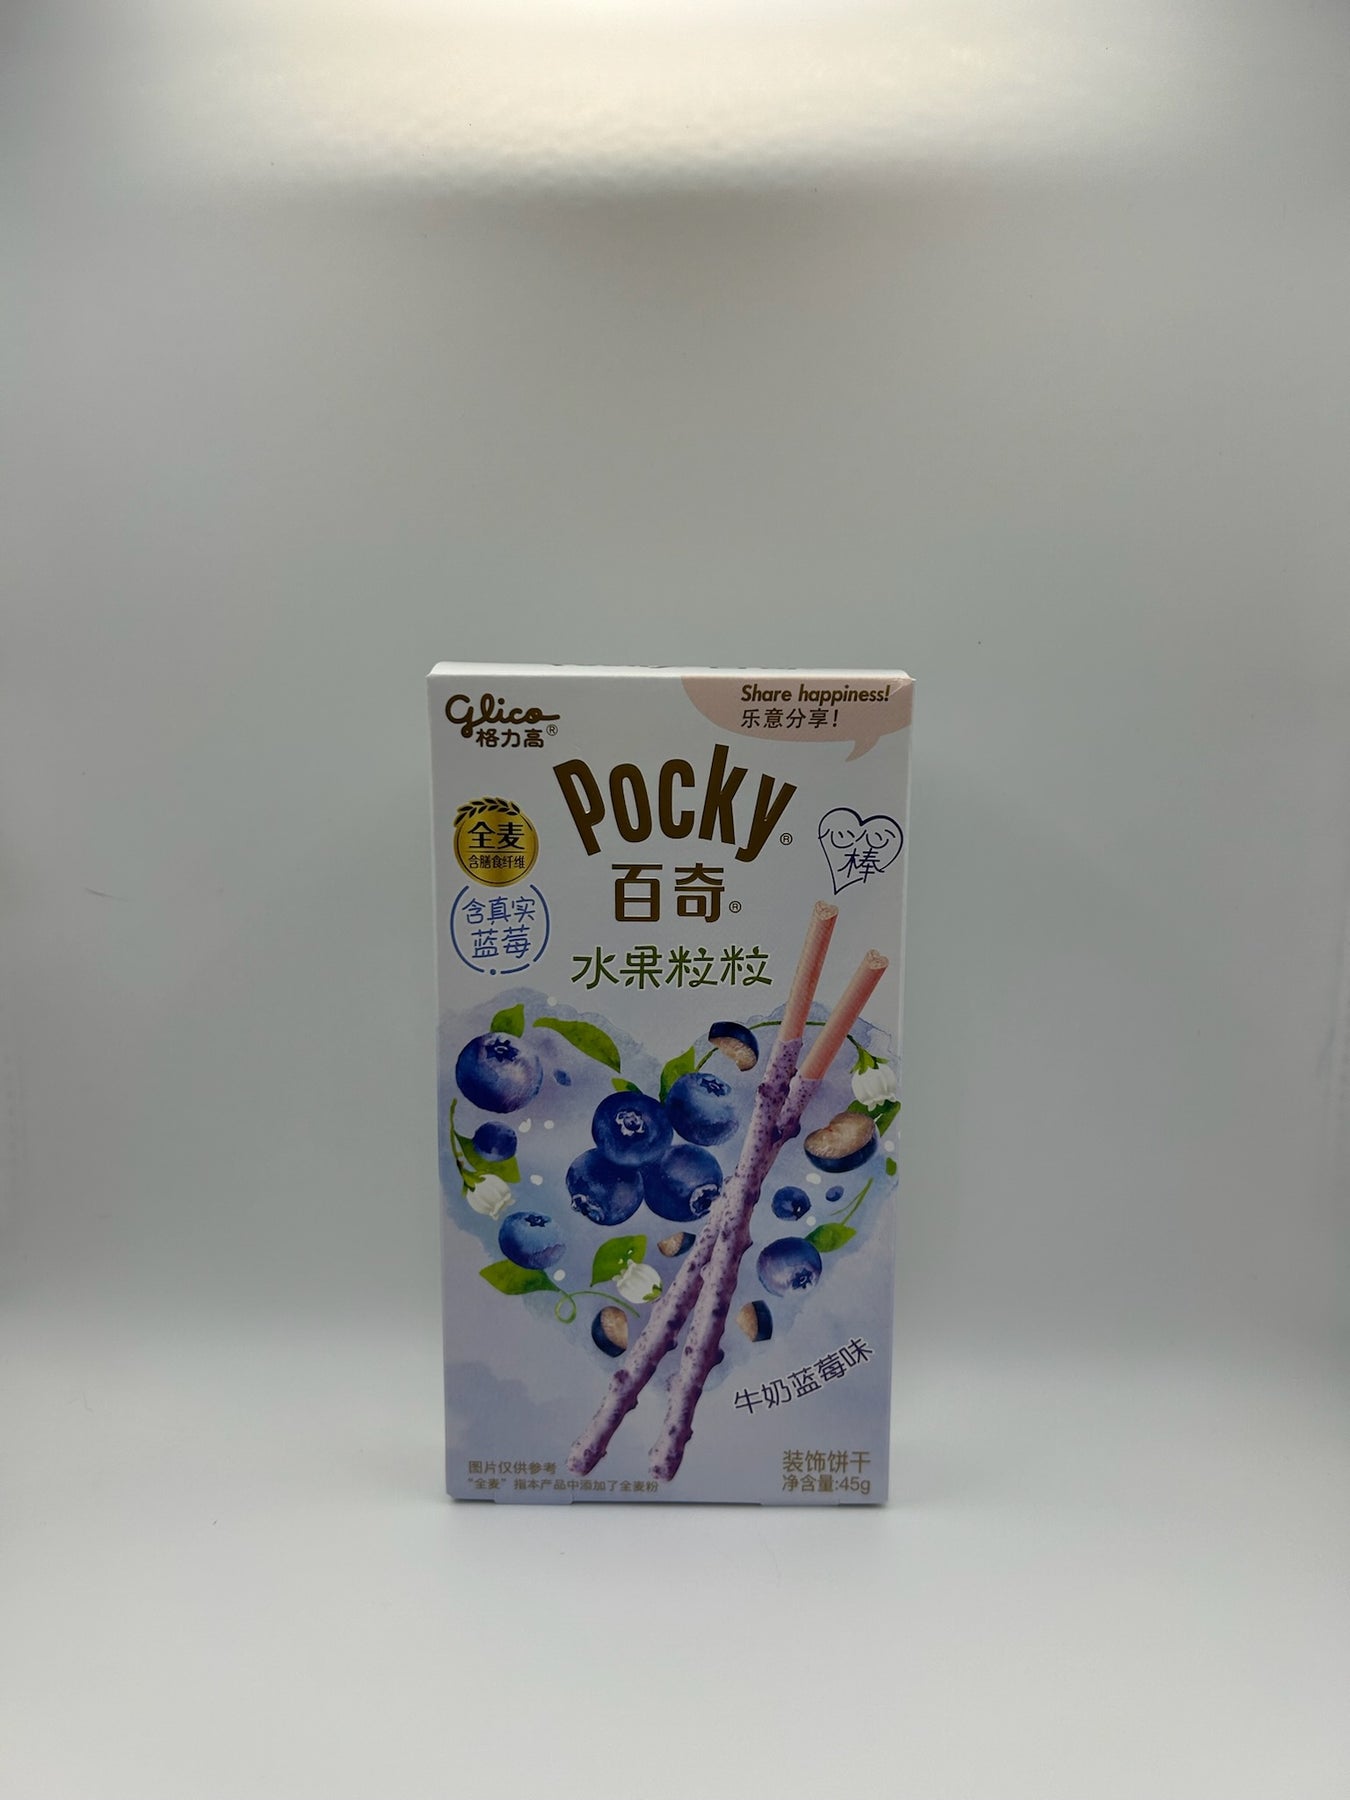 Glico
格力高®
Share happiness!
乐意分享！
Pocky®
百奇®
全麦
含膳食纤维
含真实
蓝莓
心心
棒
水果粒粒
牛奶蓝莓味
图片仅供参考
“全麦”指本产品中添加了全麦粉
装饰饼干
净含量:45g